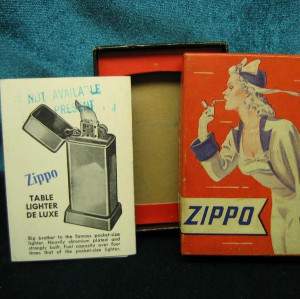 NOT AVAILABLE
PRESENT
Zippo
TABLE
LIGHTER
DE LUXE
Big brother to the famous pocket-size
lighter. Heavily chromium plated and
strongly built. Fuel capacity over four
times that of the pocket-size lighter.
ZIPPO